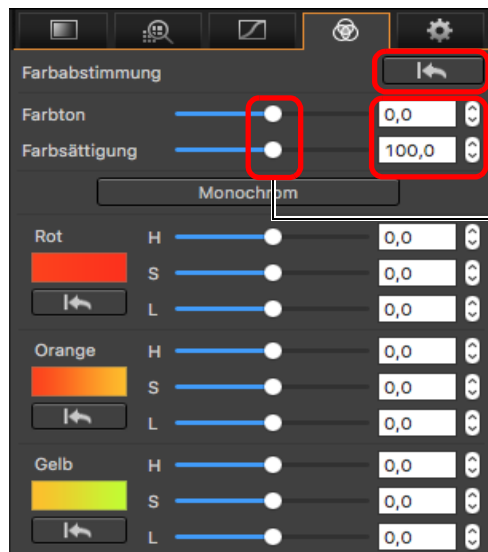 Farbabstimmung
Farbton 0,0
Farbsättigung 100,0
Monochrom
Rot H 0,0
S 0,0
L 0,0
Orange H 0,0
S 0,0
L 0,0
Gelb H 0,0
S 0,0
L 0,0